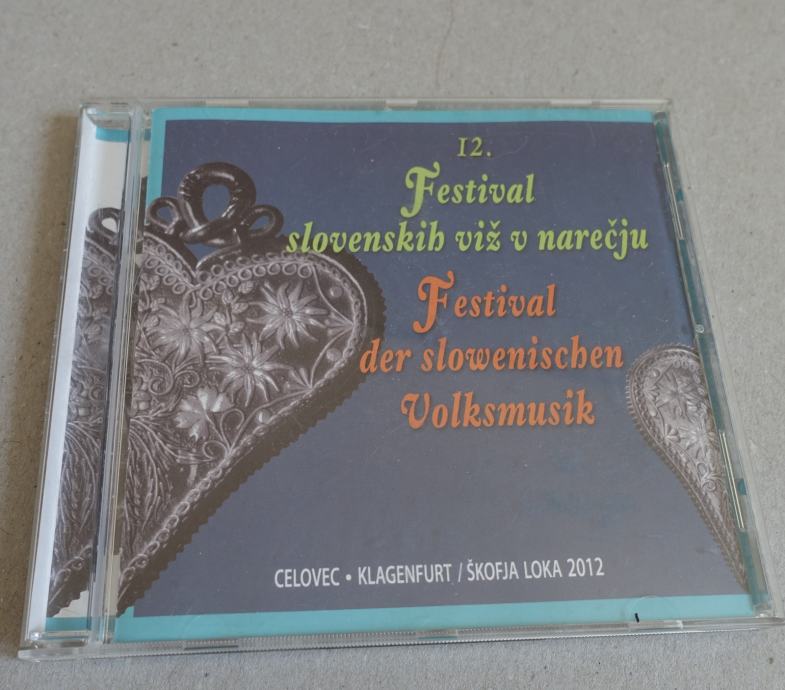 12.
Festival
slovenskih viž v narečju
Festival
der slowenischen
Volksmusik
CELOVEC • KLAGENFURT / ŠKOFJA LOKA 2012